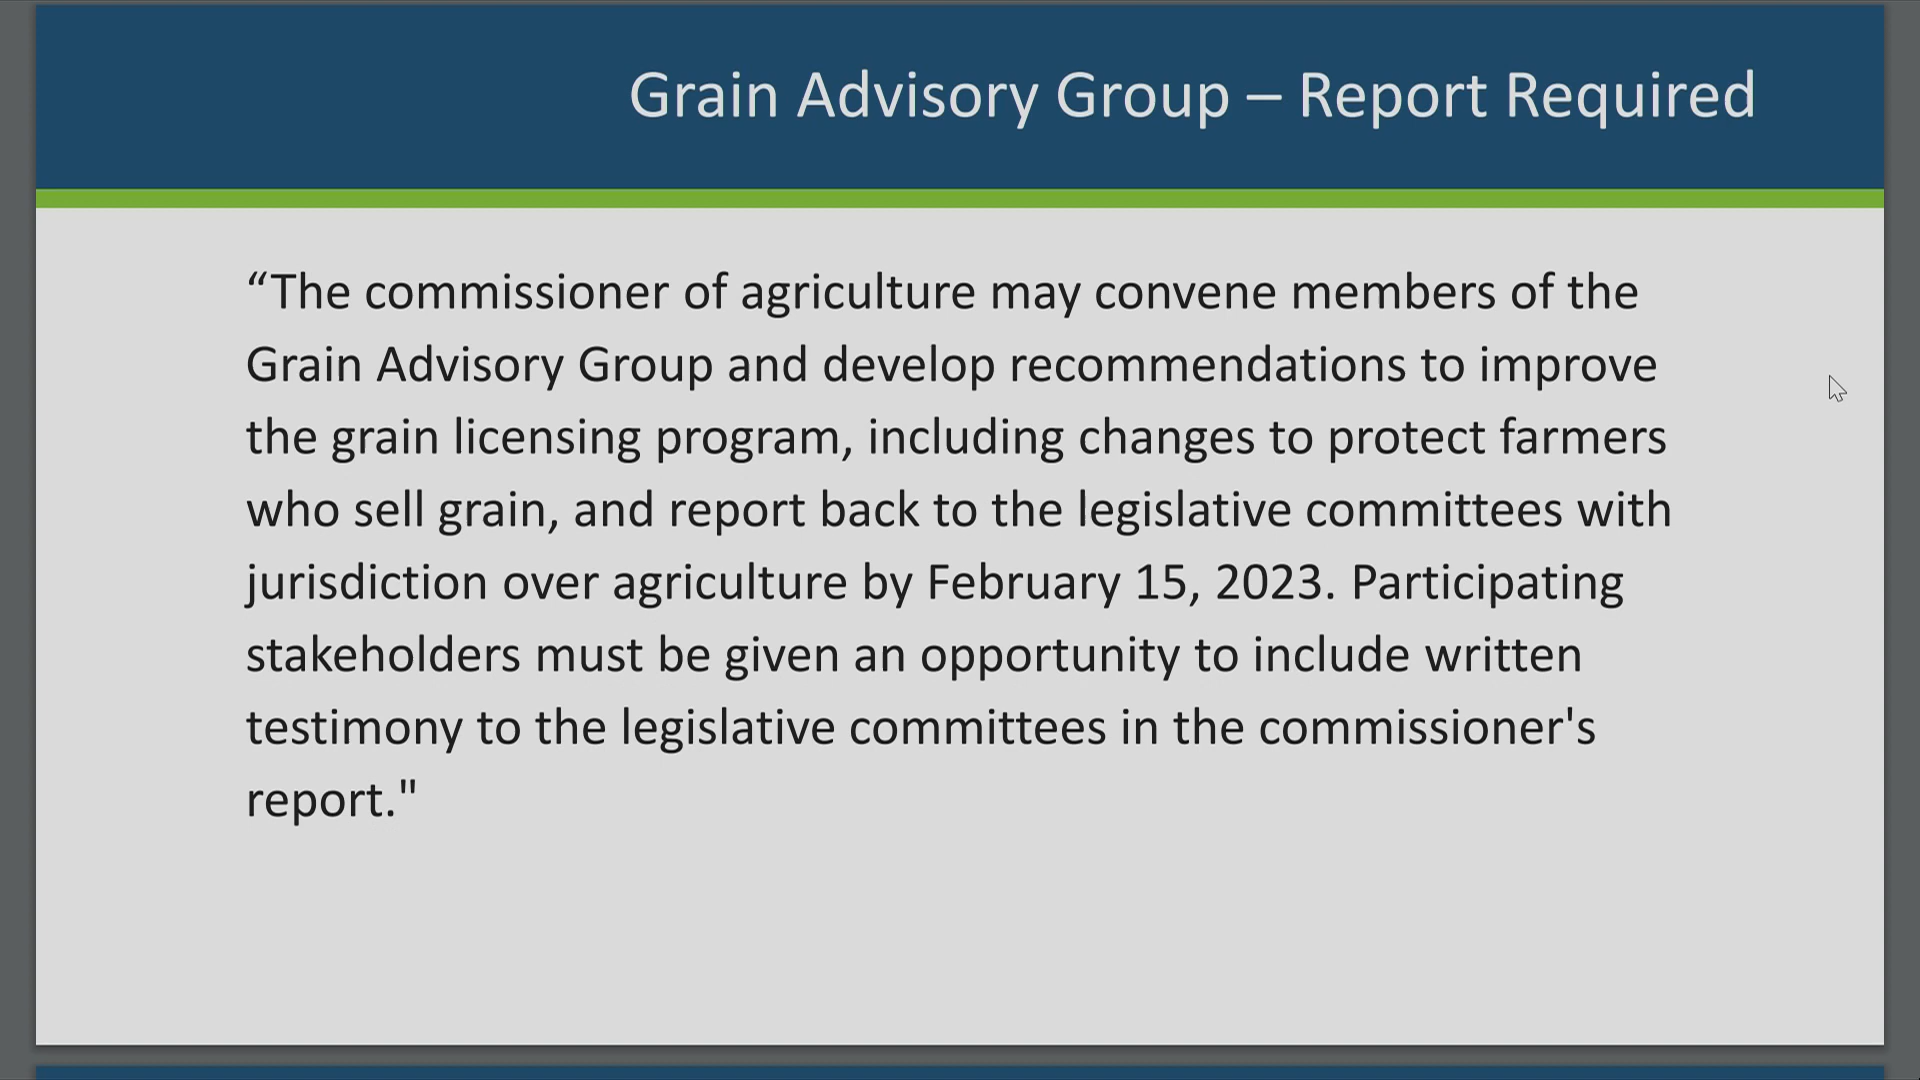 Grain Advisory Group – Report Required
“The commissioner of agriculture may convene members of the
Grain Advisory Group and develop recommendations to improve
the grain licensing program, including changes to protect farmers
who sell grain, and report back to the legislative committees with
jurisdiction over agriculture by February 15, 2023. Participating
stakeholders must be given an opportunity to include written
testimony to the legislative committees in the commissioner's
report."